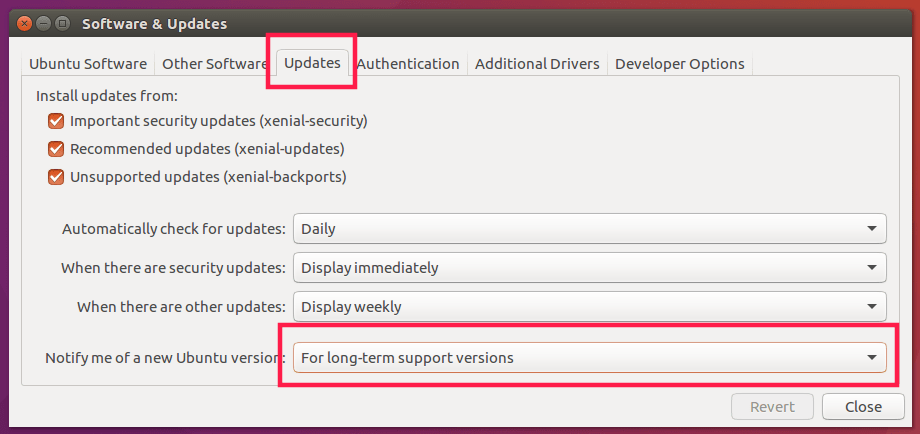 Software & Updates
Ubuntu Software Other Software Updates Authentication Additional Drivers Developer Options
Install updates from:
Important security updates (xenial-security)
Recommended updates (xenial-updates)
Unsupported updates (xenial-backports)
Automatically check for updates: Daily
When there are security updates: Display immediately
When there are other updates: Display weekly
Notify me of a new Ubuntu version: For long-term support versions
Revert Close